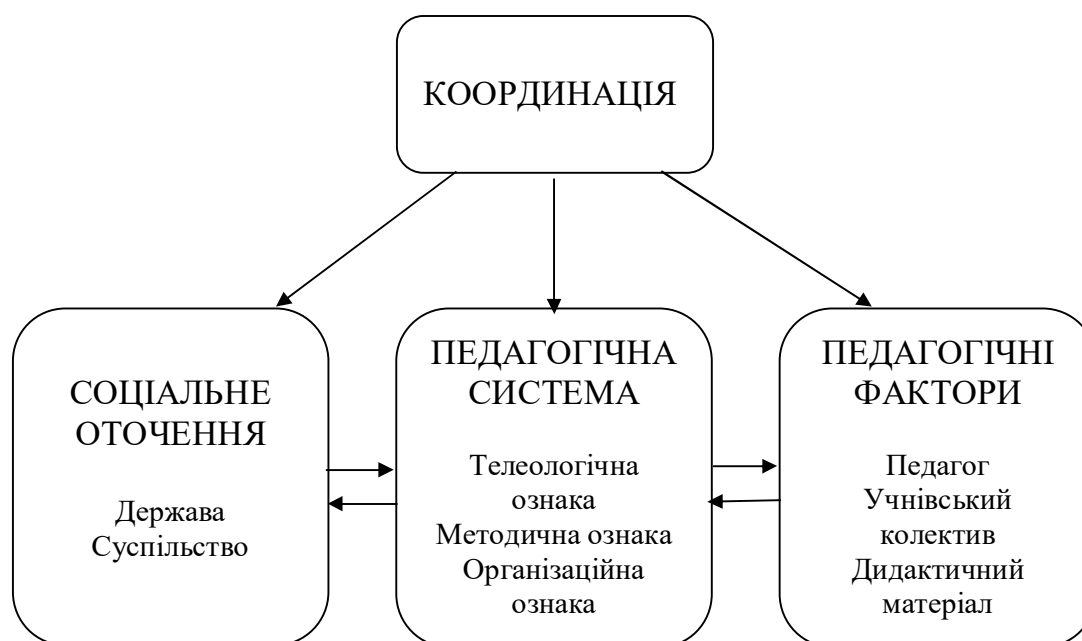 КООРДИНАЦІЯ
СОЦІАЛЬНЕ
ОТОЧЕННЯ
Держава
Суспільство
ПЕДАГОГІЧНА
СИСТЕМА
Телеологічна
ознака
Методична ознака
Організаційна
ознака
ПЕДАГОГІЧНІ
ФАКТОРИ
Педагог
Учнівський
колектив
Дидактичний
матеріал